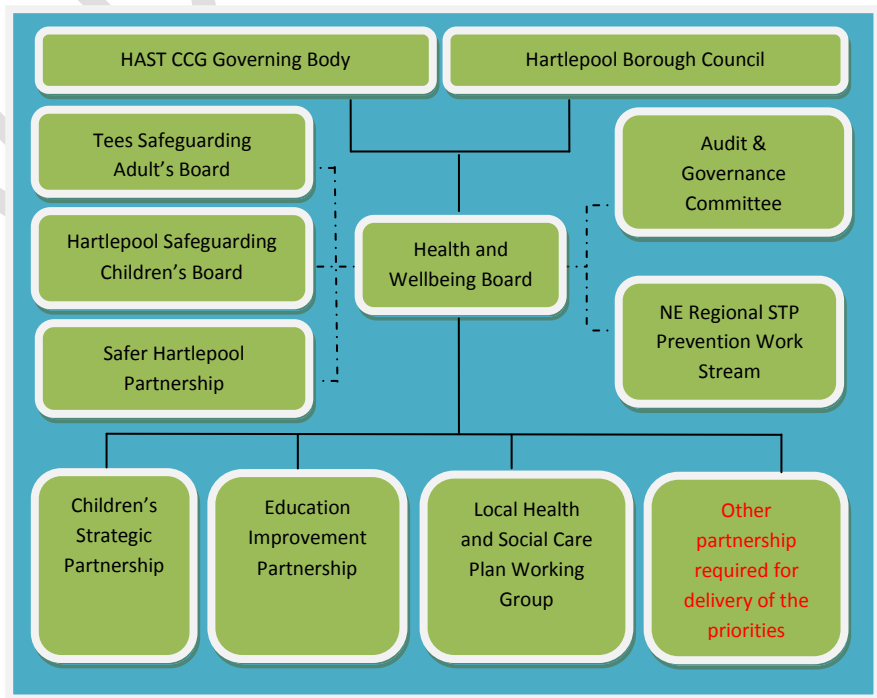 HAST CCG Governing Body
Hartlepool Borough Council
Tees Safeguarding
Adult’s Board
Audit &
Governance
Committee
Hartlepool Safeguarding
Children’s Board
Health and
Wellbeing Board
NE Regional STP
Prevention Work
Stream
Safer Hartlepool
Partnership
Children’s
Strategic
Partnership
Education
Improvement
Partnership
Local Health
and Social Care
Plan Working
Group
Other
partnership
required for
delivery of the
priorities